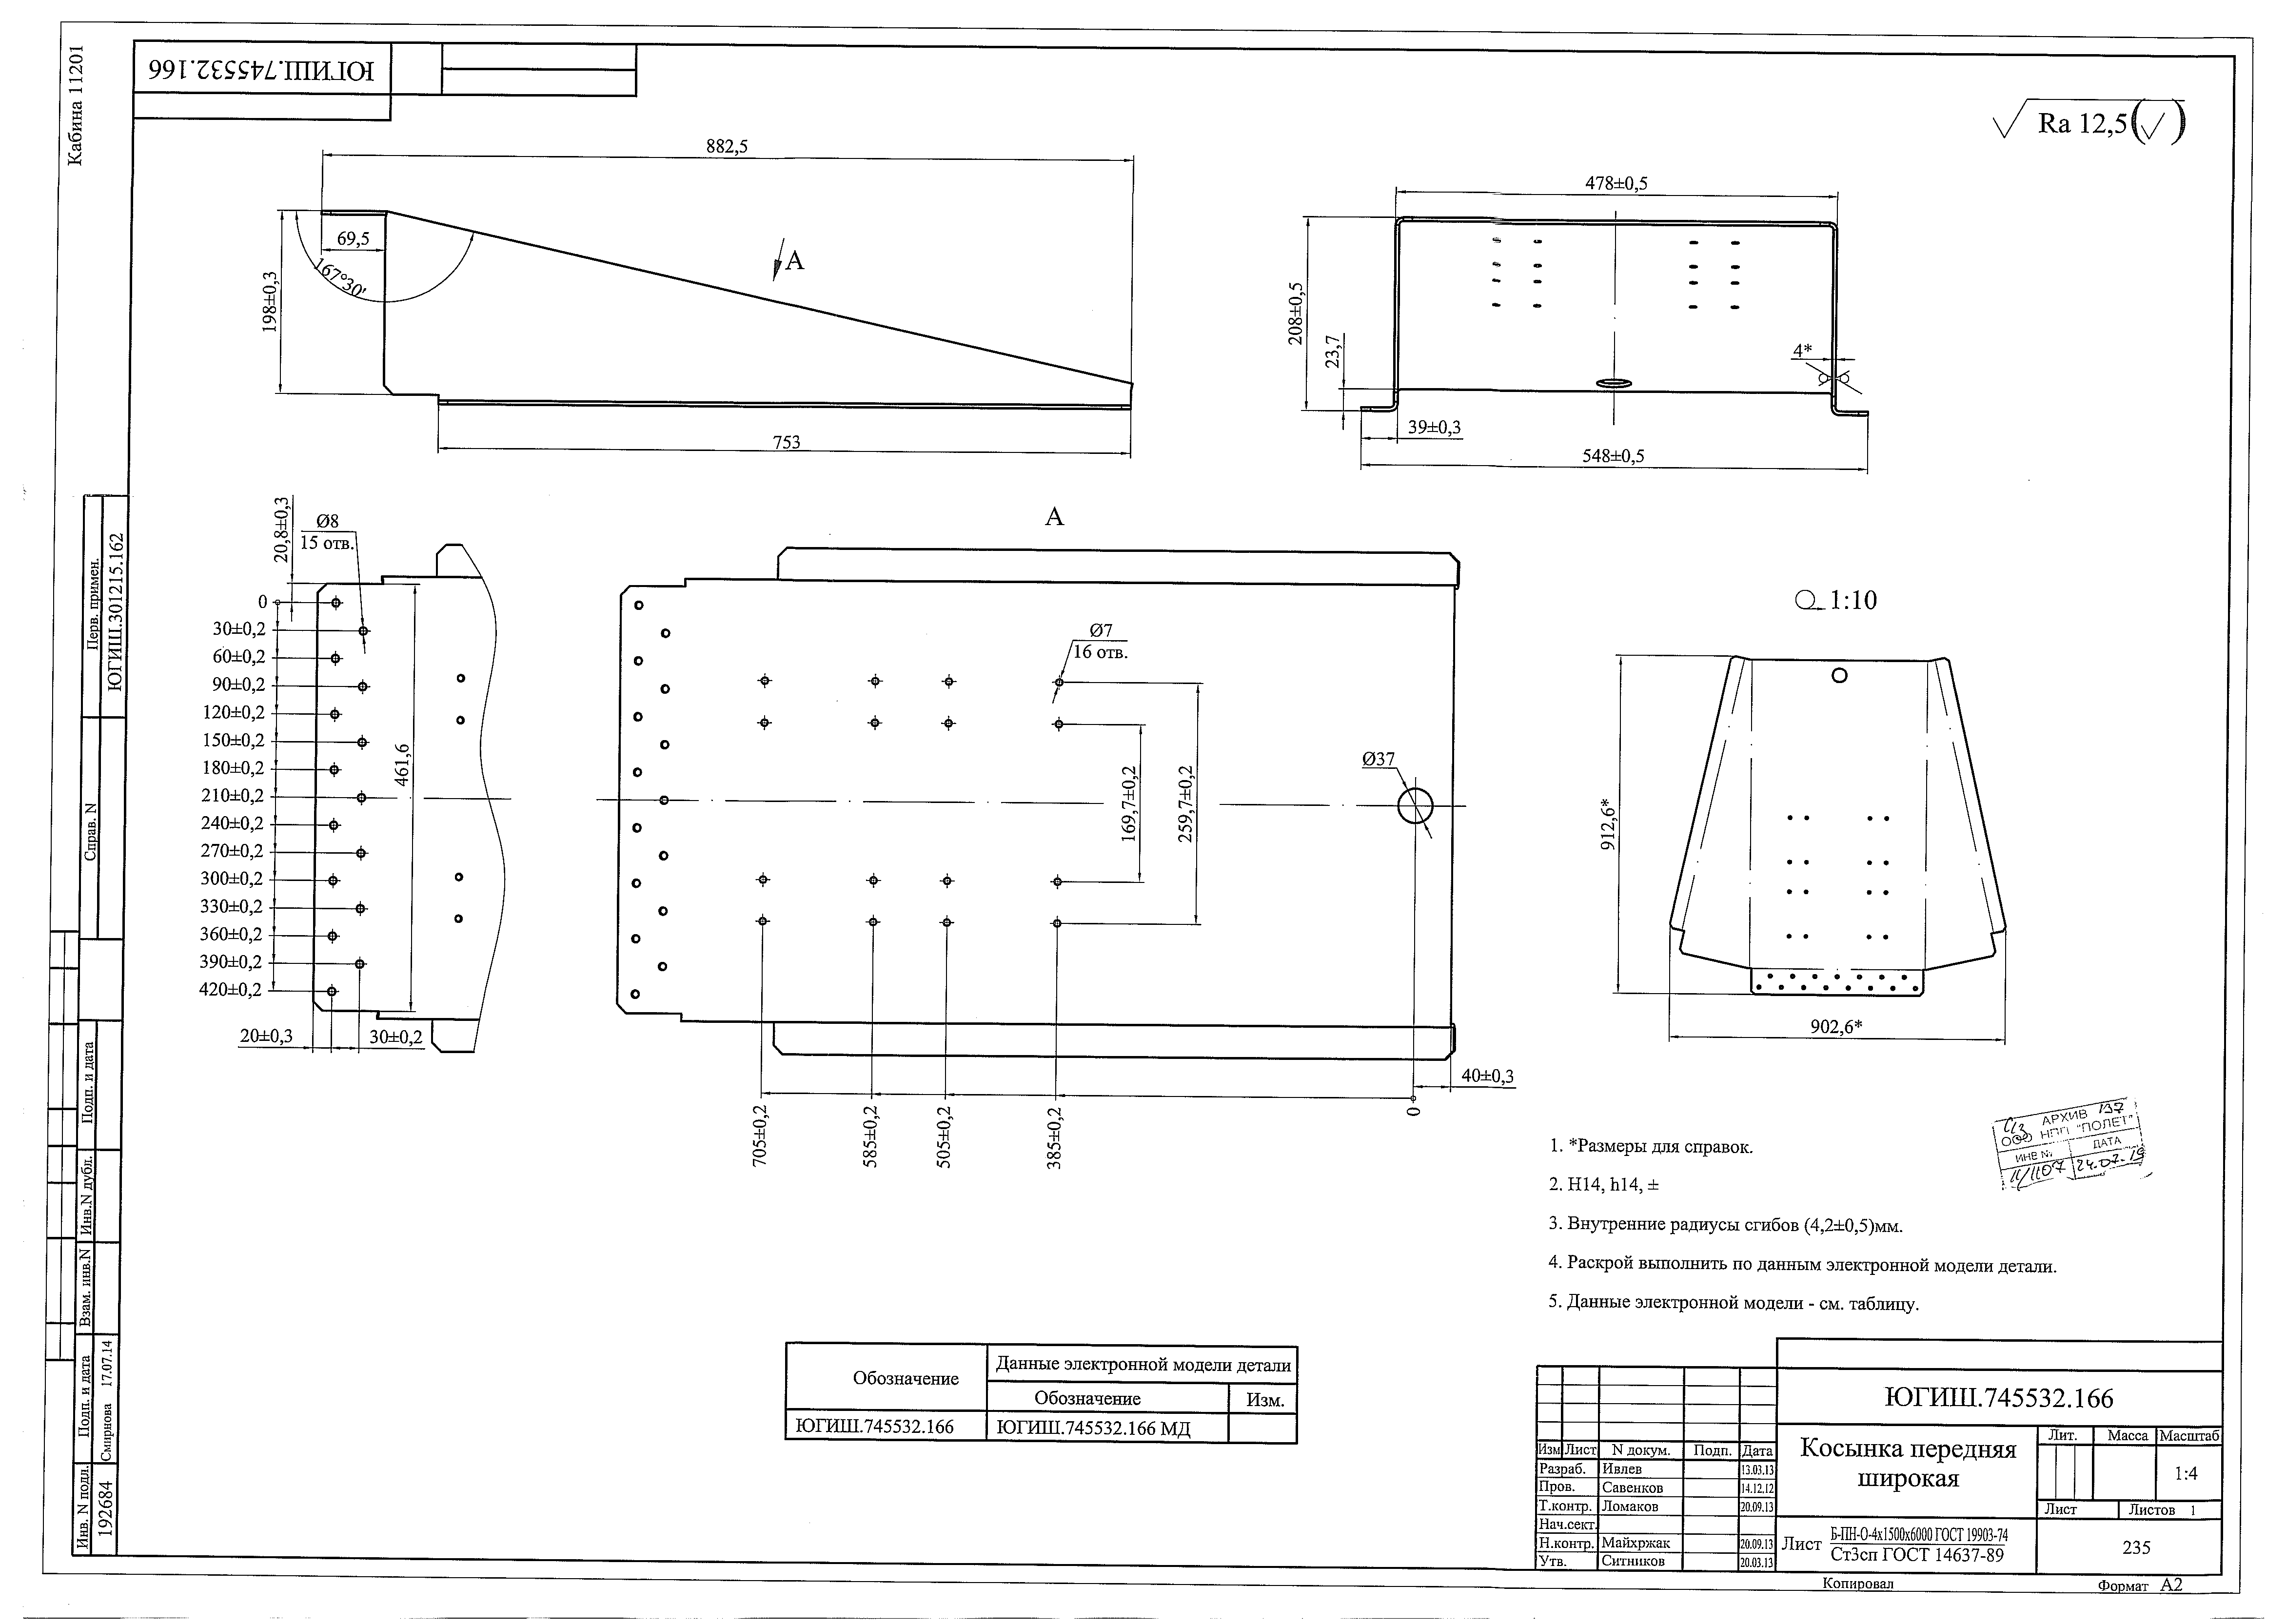 Кабина 11201
ЮГИШ.745532.166
Ra 12,5(√)
882,5
69,5
167°30'
198±0,3
А
753
478±0,5
208±0,5
23,7
4*
39±0,3
548±0,5
20,8±0,3
Ø8
15 отв.
0
30±0,2
60±0,2
90±0,2
120±0,2
150±0,2
180±0,2
210±0,2
240±0,2
270±0,2
300±0,2
330±0,2
360±0,2
390±0,2
420±0,2
461,6
20±0,3
30±0,2
А
Ø7
16 отв.
Ø37
169,7±0,2
259,7±0,2
40±0,3
705±0,2
585±0,2
505±0,2
385±0,2
0
1:10
912,6*
902,6*
АРХИВ 137
ООО НПП "ПОЛЕТ"
ИНВ № ДАТА
11/1107 24.07.19
1. *Размеры для справок.
2. H14, h14, ±
3. Внутренние радиусы сгибов (4,2±0,5)мм.
4. Раскрой выполнить по данным электронной модели детали.
5. Данные электронной модели - см. таблицу.
Обозначение Данные электронной модели детали
Обозначение Изм.
ЮГИШ.745532.166 ЮГИШ.745532.166 МД
ЮГИШ.745532.166
Изм Лист N докум. Подп. Дата
Разраб. Ивлев 13.03.13
Пров. Савенков 14.12.12
Т.контр. Ломаков 20.09.13
Нач.сект.
Н.контр. Майхржак 20.09.13
Утв. Ситников 20.03.13
Косынка передняя
широкая
Лит. Масса Масштаб
1:4
Лист Листов 1
Лист Б-ПН-О-4х1500х6000 ГОСТ 19903-74
Ст3сп ГОСТ 14637-89
235
Копировал Формат А2
Перв. примен.
ЮГИШ.301215.162
Справ. N
Подп. и дата
Инв.N дубл.
Взам. инв.N
Подп. и дата
Смирнова 17.07.14
Инв. N подл.
192684